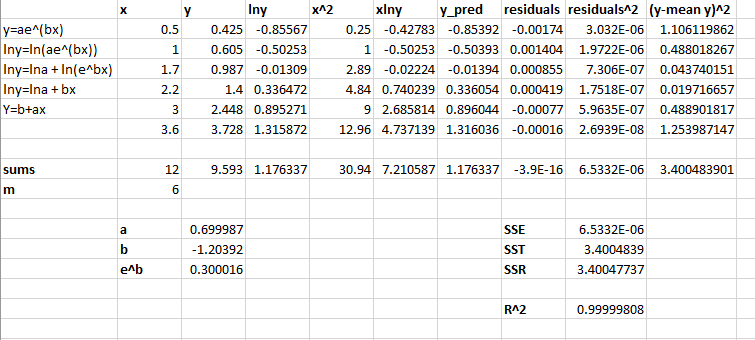 x y lny x^2 xlny y_pred residuals residuals^2 (y-mean y)^2
y=ae^(bx) 0.5 0.425 -0.85567 0.25 -0.42783 -0.85392 -0.00174 3.032E-06 1.106119862
lny=ln(ae^(bx)) 1 0.605 -0.50253 1 -0.50253 -0.50393 0.001404 1.9722E-06 0.488018267
lny=lna + ln(e^bx) 1.7 0.987 -0.01309 2.89 -0.02224 -0.01394 0.000855 7.306E-07 0.043740151
lny=lna + bx 2.2 1.4 0.336472 4.84 0.740239 0.336054 0.000419 1.7518E-07 0.019716657
Y=b+ax 3 2.448 0.895271 9 2.685814 0.896044 -0.00077 5.9635E-07 0.488901817
3.6 3.728 1.315872 12.96 4.737139 1.316036 -0.00016 2.6939E-08 1.253987147
sums 12 9.593 1.176337 30.94 7.210587 1.176337 -3.9E-16 6.5332E-06 3.400483901
m 6
a 0.699987 SSE 6.5332E-06
b -1.20392 SST 3.4004839
e^b 0.300016 SSR 3.40047737
R^2 0.99999808